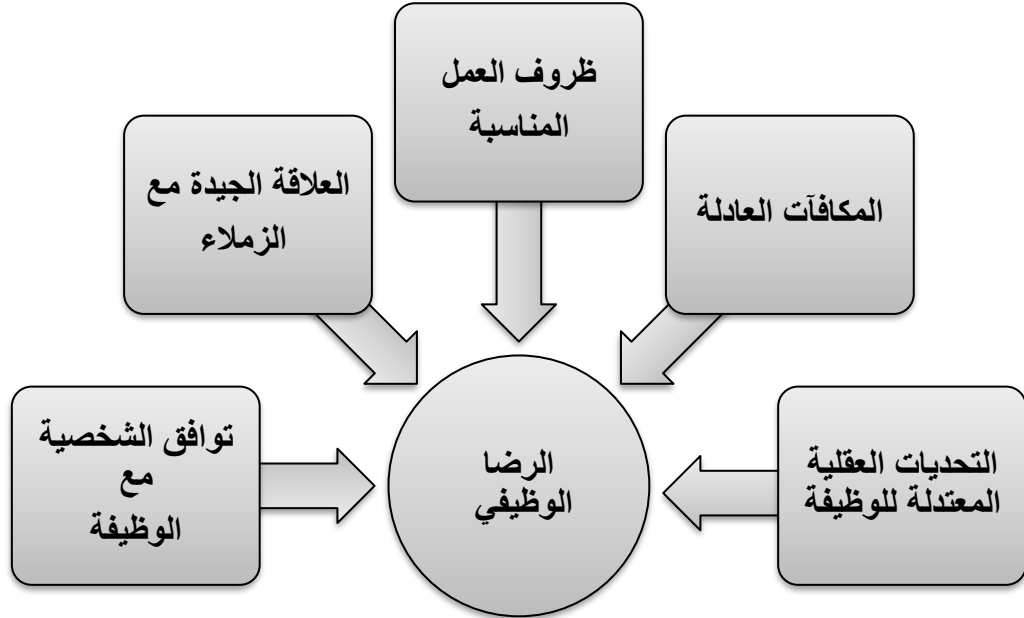 ظروف العمل
المناسبة
المكافآت العادلة
العلاقة الجيدة مع
الزملاء
التحديات العقلية
المعتدلة للوظيفة
الرضا
الوظيفي
توافق الشخصية
مع
الوظيفة